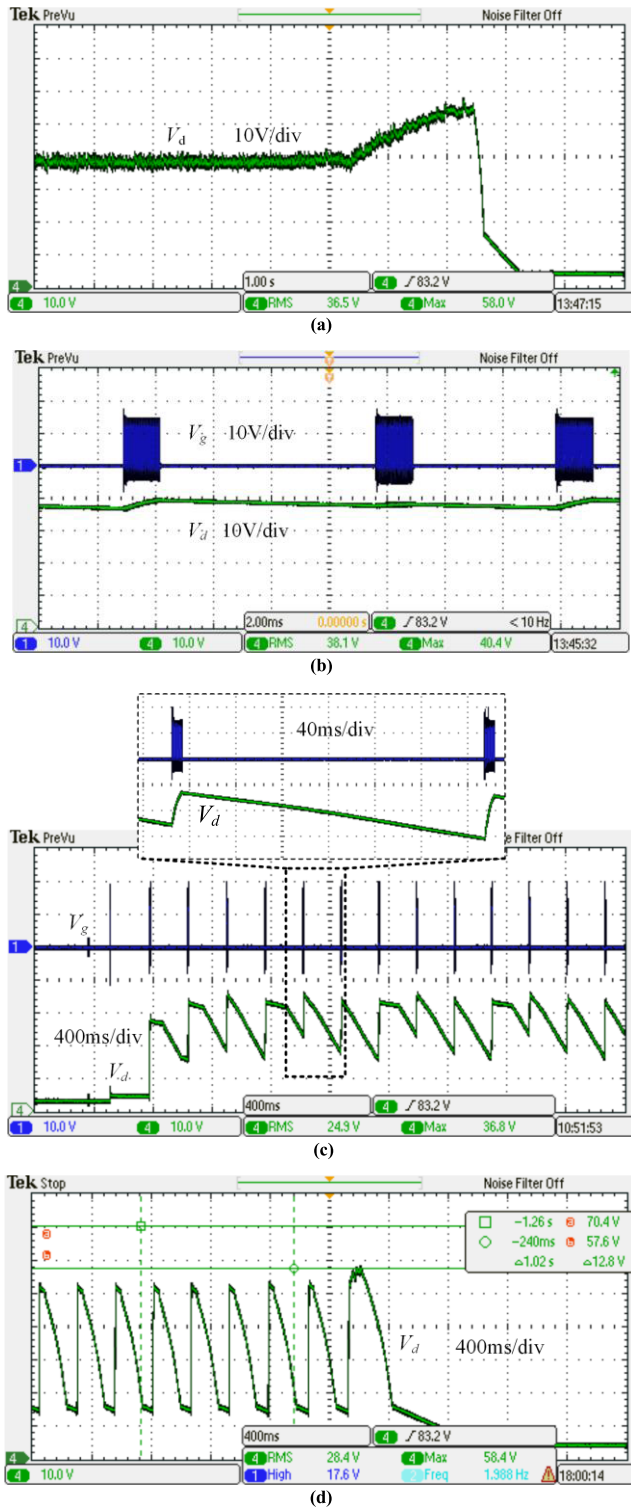 Tek PreVu Noise Filter Off
Vd 10V/div
1.00 s 4 ∫ 83.2 V
4 10.0 V 4 RMS 36.5 V 4 Max 58.0 V 13:47:15
(a)
Tek PreVu Noise Filter Off
Vg 10V/div
1
Vd 10V/div
2.00ms 0.00000 s 4 ∫ 83.2 V < 10 Hz
1 10.0 V 4 10.0 V 4 RMS 38.1 V 4 Max 40.4 V 13:45:32
(b)
40ms/div
Vd
Tek PreVu e Filter Off
Vg
1
400ms/div
Vd
400ms 4 ∫ 83.2 V
1 10.0 V 4 10.0 V 4 RMS 24.9 V 4 Max 36.8 V 10:51:53
(c)
Tek Stop Noise Filter Off
−1.26 s a 70.4 V
−240ms b 57.6 V
△1.02 s △12.8 V
a
b
Vd 400ms/div
400ms 4 ∫ 83.2 V
4 RMS 28.4 V 4 Max 58.4 V
4 10.0 V 1 High 17.6 V 2 Freq 1.988 Hz 18:00:14
(d)